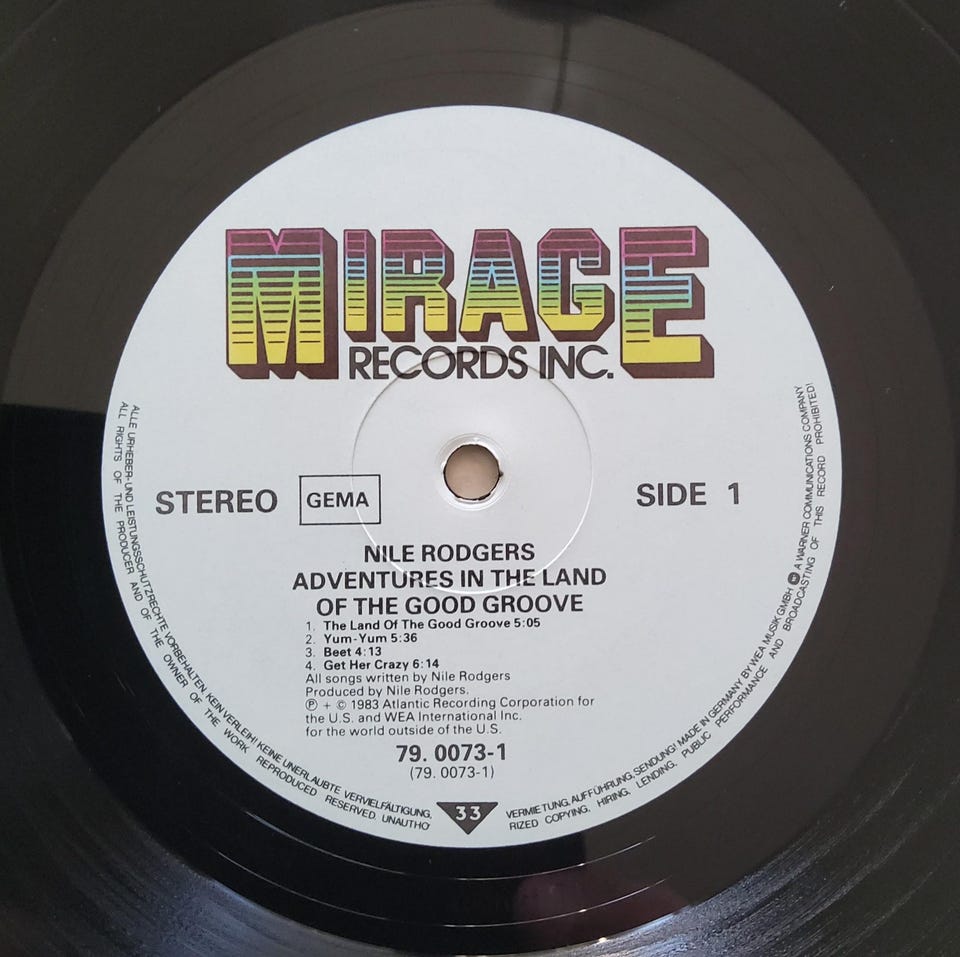 MIRAGE
RECORDS INC.
STEREO GEMA SIDE 1
NILE RODGERS
ADVENTURES IN THE LAND
OF THE GOOD GROOVE
1. The Land Of The Good Groove 5:05
2. Yum-Yum 5:36
3. Beet 4:13
4. Get Her Crazy 6:14
All songs written by Nile Rodgers
Produced by Nile Rodgers.
℗ + © 1983 Atlantic Recording Corporation for
the U.S. and WEA International Inc.
for the world outside of the U.S.
79. 0073-1
(79. 0073-1)
33
ALLE URHEBER- UND LEISTUNGSSCHUTZRECHTE VORBEHALTEN KEIN VERLEIH! KEINE UNERLAUBTE VERVIELFÄLTIGUNG, VERMIETUNG, AUFFÜHRUNG, SENDUNG! MADE IN GERMANY BY WEA MUSIK GMBH A WARNER COMMUNICATIONS COMPANY
ALL RIGHTS OF THE PRODUCER AND OF THE OWNER OF THE WORK REPRODUCED RESERVED. UNAUTHORIZED COPYING, HIRING, LENDING, PUBLIC PERFORMANCE AND BROADCASTING OF THIS RECORD PROHIBITED!